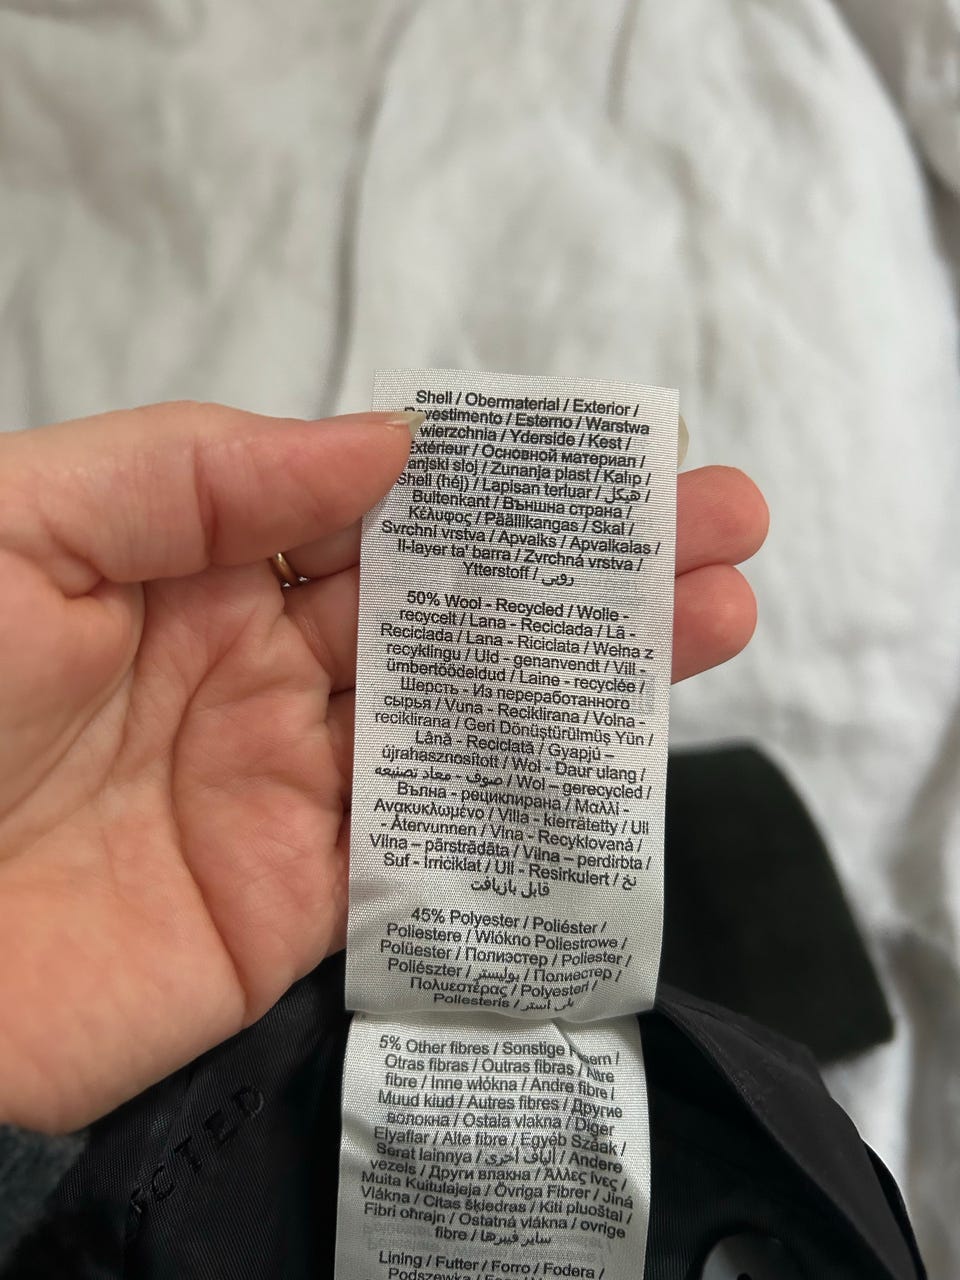 Shell / Obermaterial / Exterior /
Revestimento / Esterno / Warstwa
wierzchnia / Yderside / Kest /
Extérieur / Основной материал /
anjski sloj / Zunanja plast / Kalıp /
Shell (héj) / Lapisan terluar / هيكل /
Buitenkant / Външна страна /
Κέλυφος / Päällikangas / Skal /
Svrchní vrstva / Apvalks / Apvalkalas /
Il-layer ta' barra / Zvrchná vrstva /
Ytterstoff / رویی
50% Wool - Recycled / Wolle -
recycelt / Lana - Reciclada / Lã -
Reciclada / Lana - Riciclata / Wełna z
recyklingu / Uld - genanvendt / Vill -
ümbertöödeldud / Laine - recyclée /
Шерсть - Из переработанного
сырья / Vuna - Reciklirana / Volna -
reciklirana / Geri Dönüştürülmüş Yün /
Lână - Reciclată / Gyapjú –
újrahasznosított / Wol - Daur ulang /
صوف - معاد تصنيعه / Wol – gerecycled /
Вълна - рециклирана / Μαλλί -
Ανακυκλωμένο / Villa - kierrätetty / Ull
- Återvunnen / Vlna - Recyklovaná /
Vilna – pārstrādāta / Vilna – perdirbta /
Suf - Irriċiklat / Ull - Resirkulert / نخ
قابل بازیافت
45% Polyester / Poliéster /
Poliestere / Włókno Poliestrowe /
Polüester / Полиэстер / Poliester /
Poliészter / بوليستر / Полиестер /
Πολυεστέρας / Polyesteri /
Poliesteris / پلی استر
5% Other fibres / Sonstige Fasern /
Otras fibras / Outras fibras / Altre
fibre / Inne włókna / Andre fibre /
Muud kiud / Autres fibres / Другие
волокна / Ostala vlakna / Diğer
Elyaflar / Alte fibre / Egyéb Száak /
Serat lainnya / ألياف أخرى / Andere
vezels / Други влакна / Άλλες ίνες /
Muita Kuitulajeja / Övriga Fibrer / Jiná
Vlákna / Citas šķiedras / Kiti pluoštai /
Fibri oħrajn / Ostatná vlákna / øvrige
fibre / سایر فیبرها
Lining / Futter / Forro / Fodera /
Podszewka /
ECTED